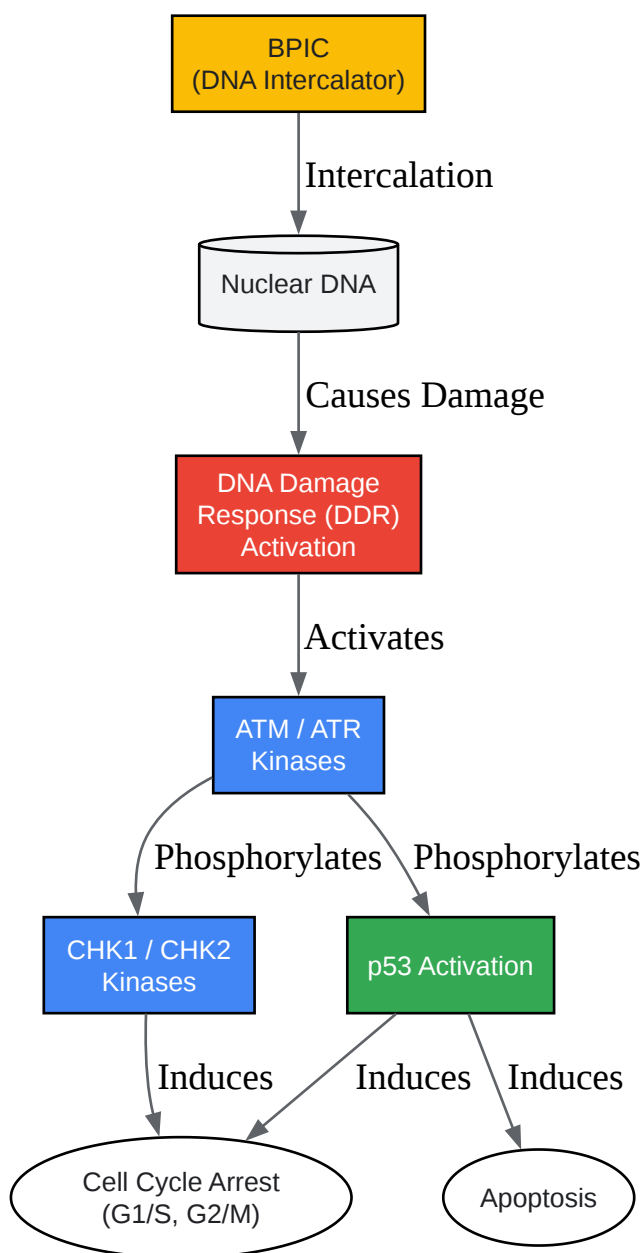 BPIC
(DNA Intercalator)
Intercalation
Nuclear DNA
Causes Damage
DNA Damage
Response (DDR)
Activation
Activates
ATM / ATR
Kinases
Phosphorylates
Phosphorylates
CHK1 / CHK2
Kinases
p53 Activation
Induces
Induces
Induces
Cell Cycle Arrest
(G1/S, G2/M)
Apoptosis